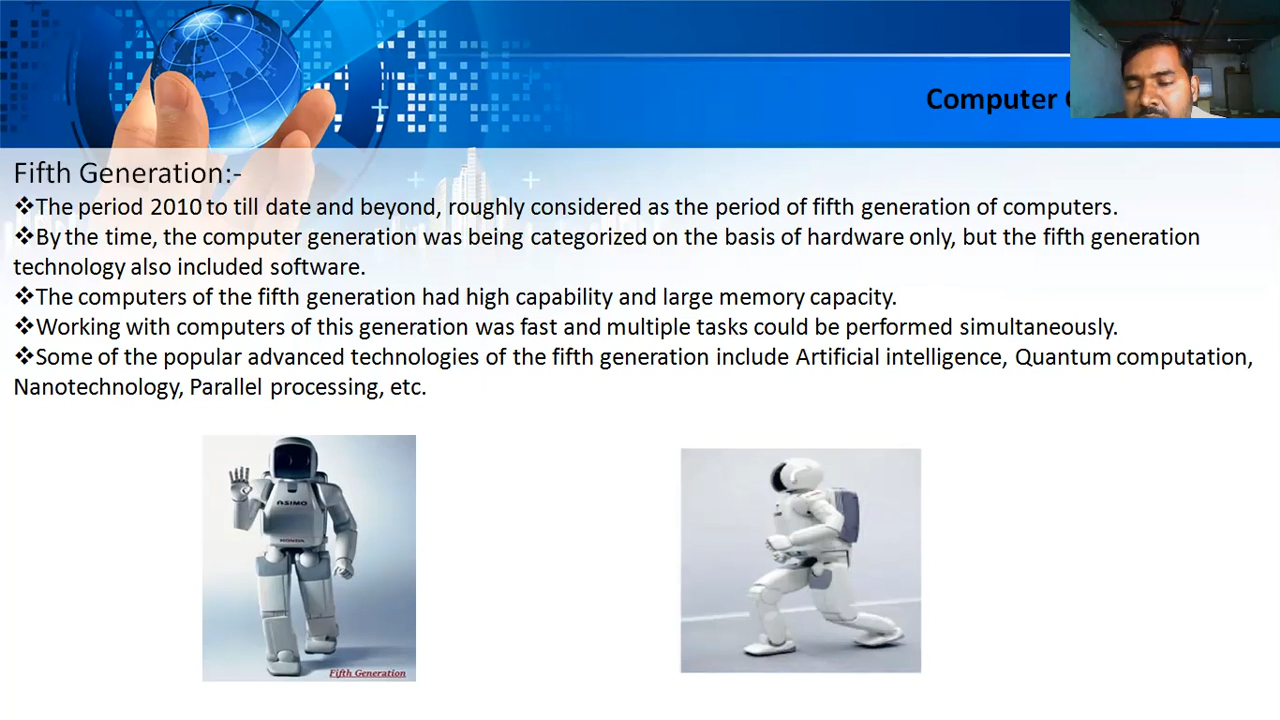 Computer
Fifth Generation:-
❖The period 2010 to till date and beyond, roughly considered as the period of fifth generation of computers.
❖By the time, the computer generation was being categorized on the basis of hardware only, but the fifth generation
technology also included software.
❖The computers of the fifth generation had high capability and large memory capacity.
❖Working with computers of this generation was fast and multiple tasks could be performed simultaneously.
❖Some of the popular advanced technologies of the fifth generation include Artificial intelligence, Quantum computation,
Nanotechnology, Parallel processing, etc.
ASIMO
HONDA
Fifth Generation